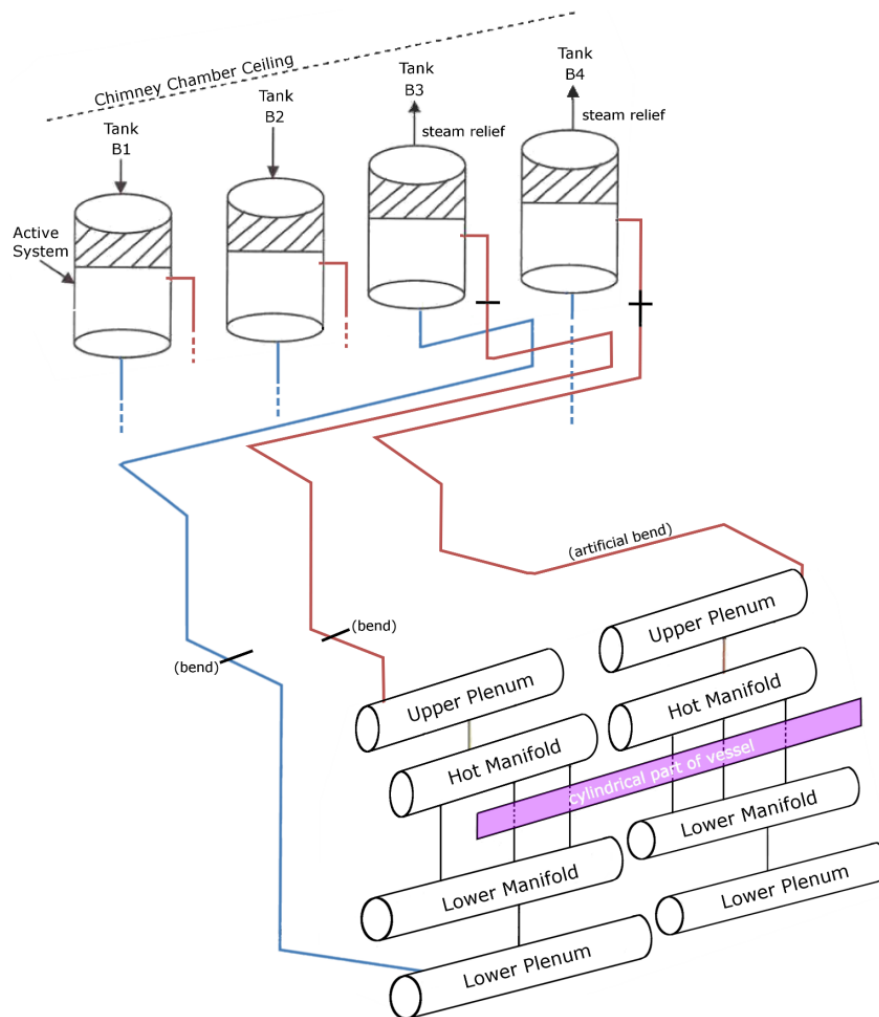 Chimney Chamber Ceiling
Tank
B1
Tank
B2
Tank
B3
steam relief
Tank
B4
steam relief
Active
System
(artificial bend)
(bend)
(bend)
Upper Plenum
Upper Plenum
Hot Manifold
Hot Manifold
cylindrical part of vessel
Lower Manifold
Lower Manifold
Lower Plenum
Lower Plenum